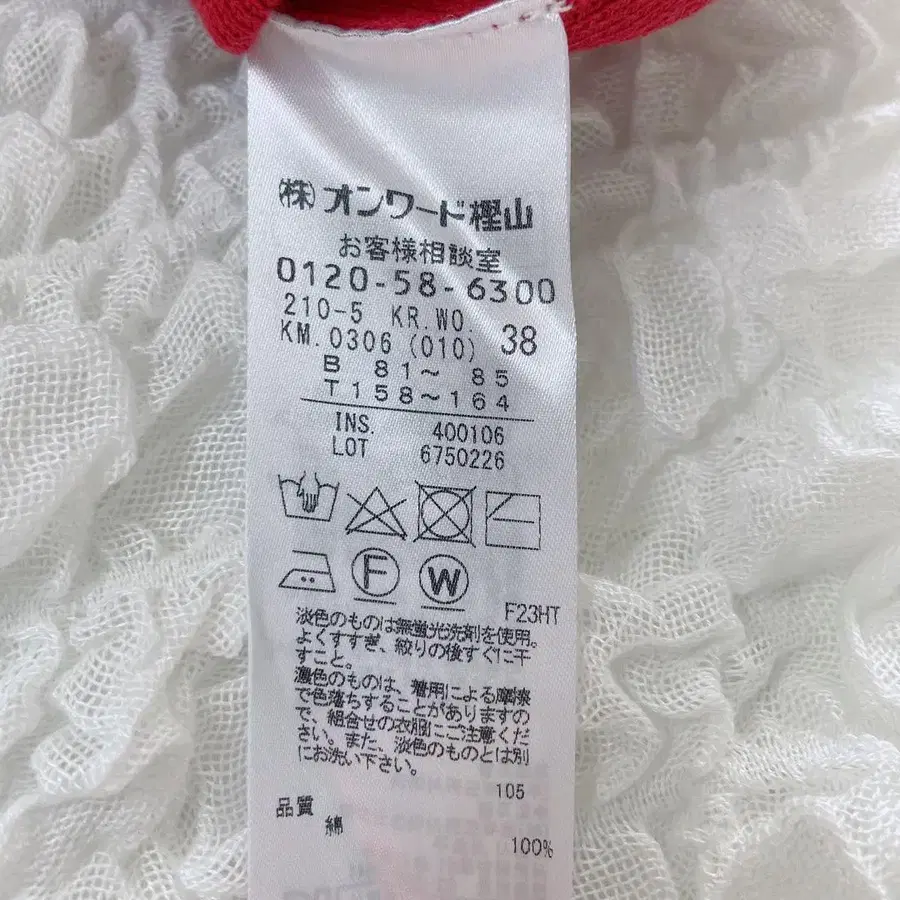 ㈱オンワード樫山
お客様相談室
0120-58-6300
210-5 KR.WO. 38
KM.0306 (010)
B 81～ 85
T 158～164
INS. 400106
LOT 6750226
F
W
F23HT
淡色のものは無蛍光洗剤を使用。
よくすすぎ、絞りの後すぐに干
すこと。
濃色のものは、着用による摩擦
で色落ちすることがありますの
で、組合せの衣服にご注意くだ
さい。また、淡色のものとは別
にお洗い下さい。
105
品質
綿
100%